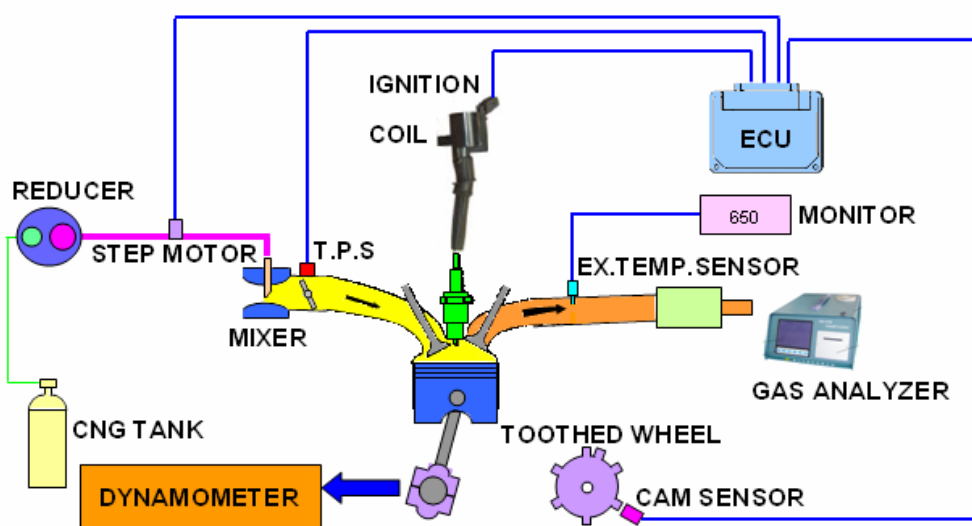 IGNITION
COIL
ECU
REDUCER
650
MONITOR
STEP MOTOR
T.P.S
EX.TEMP.SENSOR
MIXER
GAS ANALYZER
CNG TANK
TOOTHED WHEEL
DYNAMOMETER
CAM SENSOR